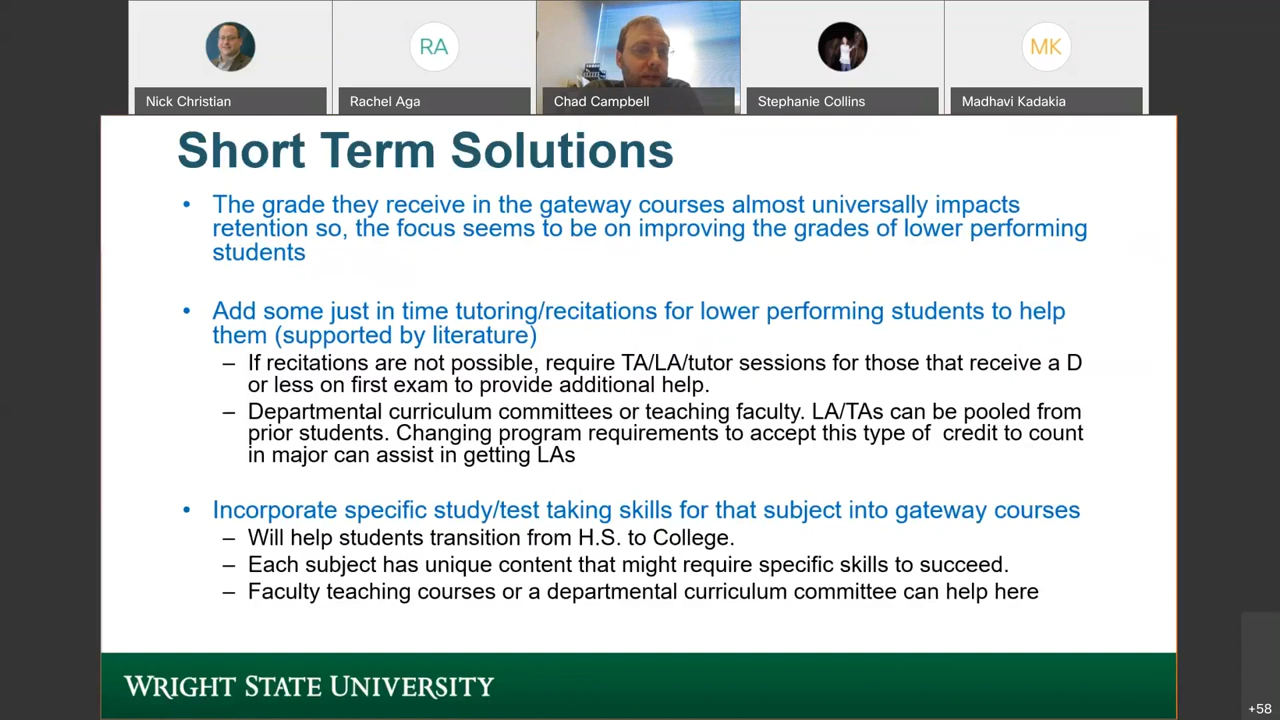 RA
MK
Nick Christian
Rachel Aga
Chad Campbell
Stephanie Collins
Madhavi Kadakia
Short Term Solutions
• The grade they receive in the gateway courses almost universally impacts
retention so, the focus seems to be on improving the grades of lower performing
students
• Add some just in time tutoring/recitations for lower performing students to help
them (supported by literature)
– If recitations are not possible, require TA/LA/tutor sessions for those that receive a D
or less on first exam to provide additional help.
– Departmental curriculum committees or teaching faculty. LA/TAs can be pooled from
prior students. Changing program requirements to accept this type of credit to count
in major can assist in getting LAs
• Incorporate specific study/test taking skills for that subject into gateway courses
– Will help students transition from H.S. to College.
– Each subject has unique content that might require specific skills to succeed.
– Faculty teaching courses or a departmental curriculum committee can help here
WRIGHT STATE UNIVERSITY
+58